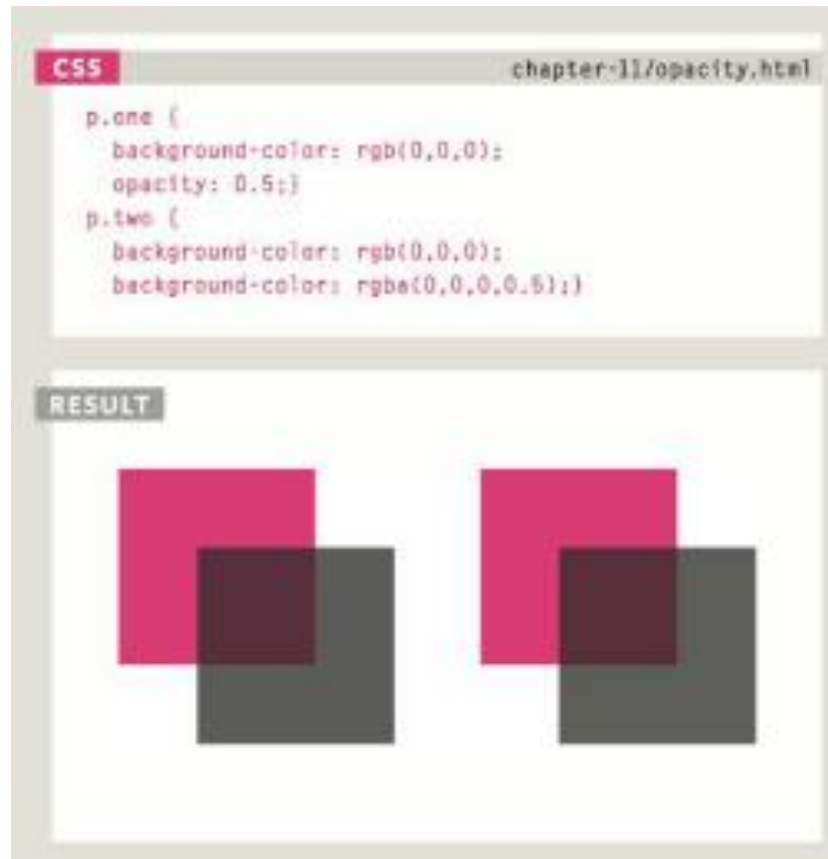 CSS
chapter-11/opacity.html
p.one {
background-color: rgb(0,0,0);
opacity: 0.5;}
p.two {
background-color: rgb(0,0,0);
background-color: rgba(0,0,0,0.5);}
RESULT